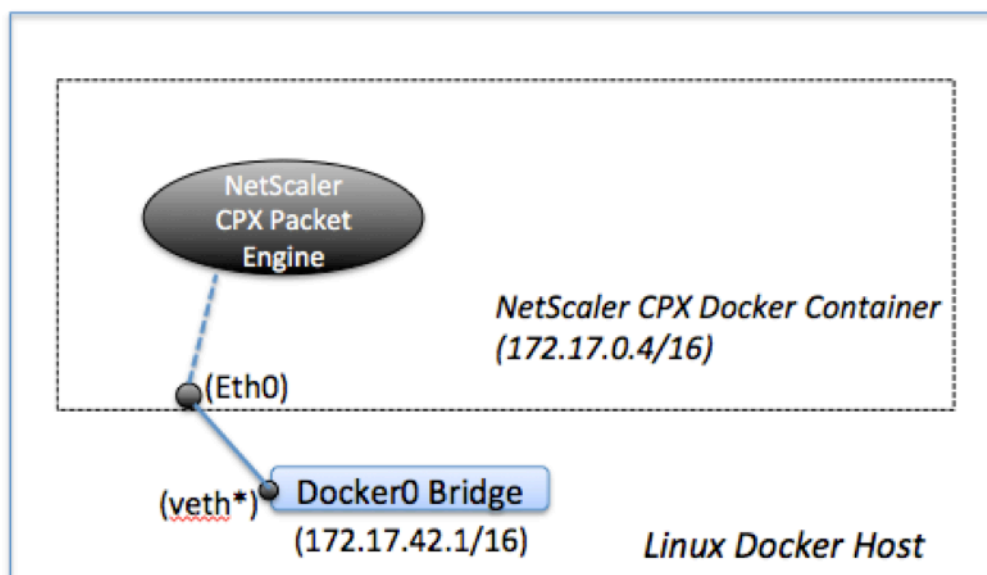 NetScaler
CPX Packet
Engine
NetScaler CPX Docker Container
(172.17.0.4/16)
(Eth0)
(veth*)
Docker0 Bridge
(172.17.42.1/16)
Linux Docker Host